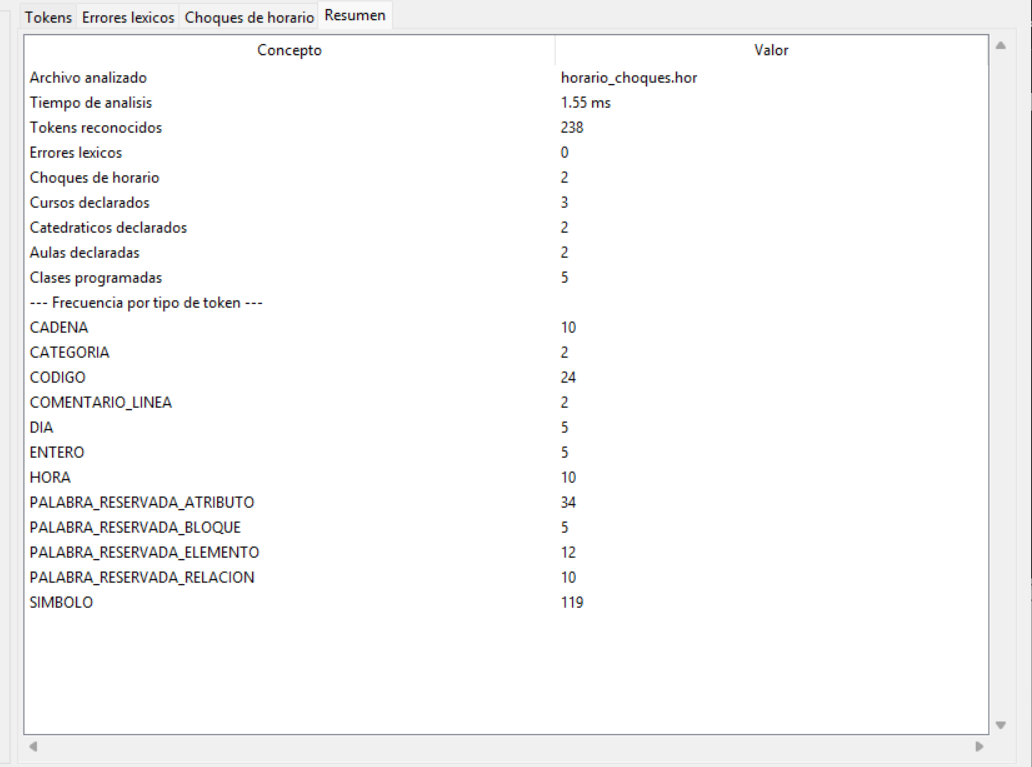 Tokens Errores lexicos Choques de horario Resumen
Concepto Valor
Archivo analizado horario_choques.hor
Tiempo de analisis 1.55 ms
Tokens reconocidos 238
Errores lexicos 0
Choques de horario 2
Cursos declarados 3
Catedraticos declarados 2
Aulas declaradas 2
Clases programadas 5
--- Frecuencia por tipo de token ---
CADENA 10
CATEGORIA 2
CODIGO 24
COMENTARIO_LINEA 2
DIA 5
ENTERO 5
HORA 10
PALABRA_RESERVADA_ATRIBUTO 34
PALABRA_RESERVADA_BLOQUE 5
PALABRA_RESERVADA_ELEMENTO 12
PALABRA_RESERVADA_RELACION 10
SIMBOLO 119